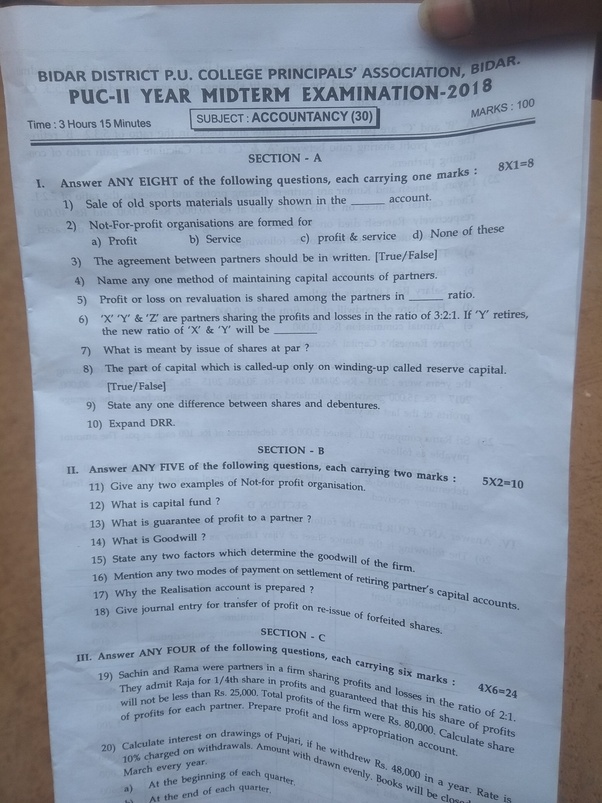 BIDAR DISTRICT P.U. COLLEGE PRINCIPALS' ASSOCIATION, BIDAR.
PUC-II YEAR MIDTERM EXAMINATION-2018
Time : 3 Hours 15 Minutes SUBJECT : ACCOUNTANCY (30) MARKS : 100
SECTION - A
I. Answer ANY EIGHT of the following questions, each carrying one marks : 8X1=8
1) Sale of old sports materials usually shown in the ______ account.
2) Not-For-profit organisations are formed for
a) Profit b) Service c) profit & service d) None of these
3) The agreement between partners should be in written. [True/False]
4) Name any one method of maintaining capital accounts of partners.
5) Profit or loss on revaluation is shared among the partners in ______ ratio.
6) 'X' 'Y' & 'Z' are partners sharing the profits and losses in the ratio of 3:2:1. If 'Y' retires,
the new ratio of 'X' & 'Y' will be ______
7) What is meant by issue of shares at par ?
8) The part of capital which is called-up only on winding-up called reserve capital.
[True/False]
9) State any one difference between shares and debentures.
10) Expand DRR.
SECTION - B
II. Answer ANY FIVE of the following questions, each carrying two marks : 5X2=10
11) Give any two examples of Not-for profit organisation.
12) What is capital fund ?
13) What is guarantee of profit to a partner ?
14) What is Goodwill ?
15) State any two factors which determine the goodwill of the firm.
16) Mention any two modes of payment on settlement of retiring partner's capital accounts.
17) Why the Realisation account is prepared ?
18) Give journal entry for transfer of profit on re-issue of forfeited shares.
SECTION - C
III. Answer ANY FOUR of the following questions, each carrying six marks : 4X6=24
19) Sachin and Rama were partners in a firm sharing profits and losses in the ratio of 2:1.
They admit Raja for 1/4th share in profits and guaranteed that this his share of profits
will not be less than Rs. 25,000. Total profits of the firm were Rs. 80,000. Calculate share
of profits for each partner. Prepare profit and loss appropriation account.
20) Calculate interest on drawings of Pujari, if he withdrew Rs. 48,000 in a year. Rate is
10% charged on withdrawals. Amount with drawn evenly. Books will be
March every year.
a) At the beginning of each quarter.
At the end of each quarter.